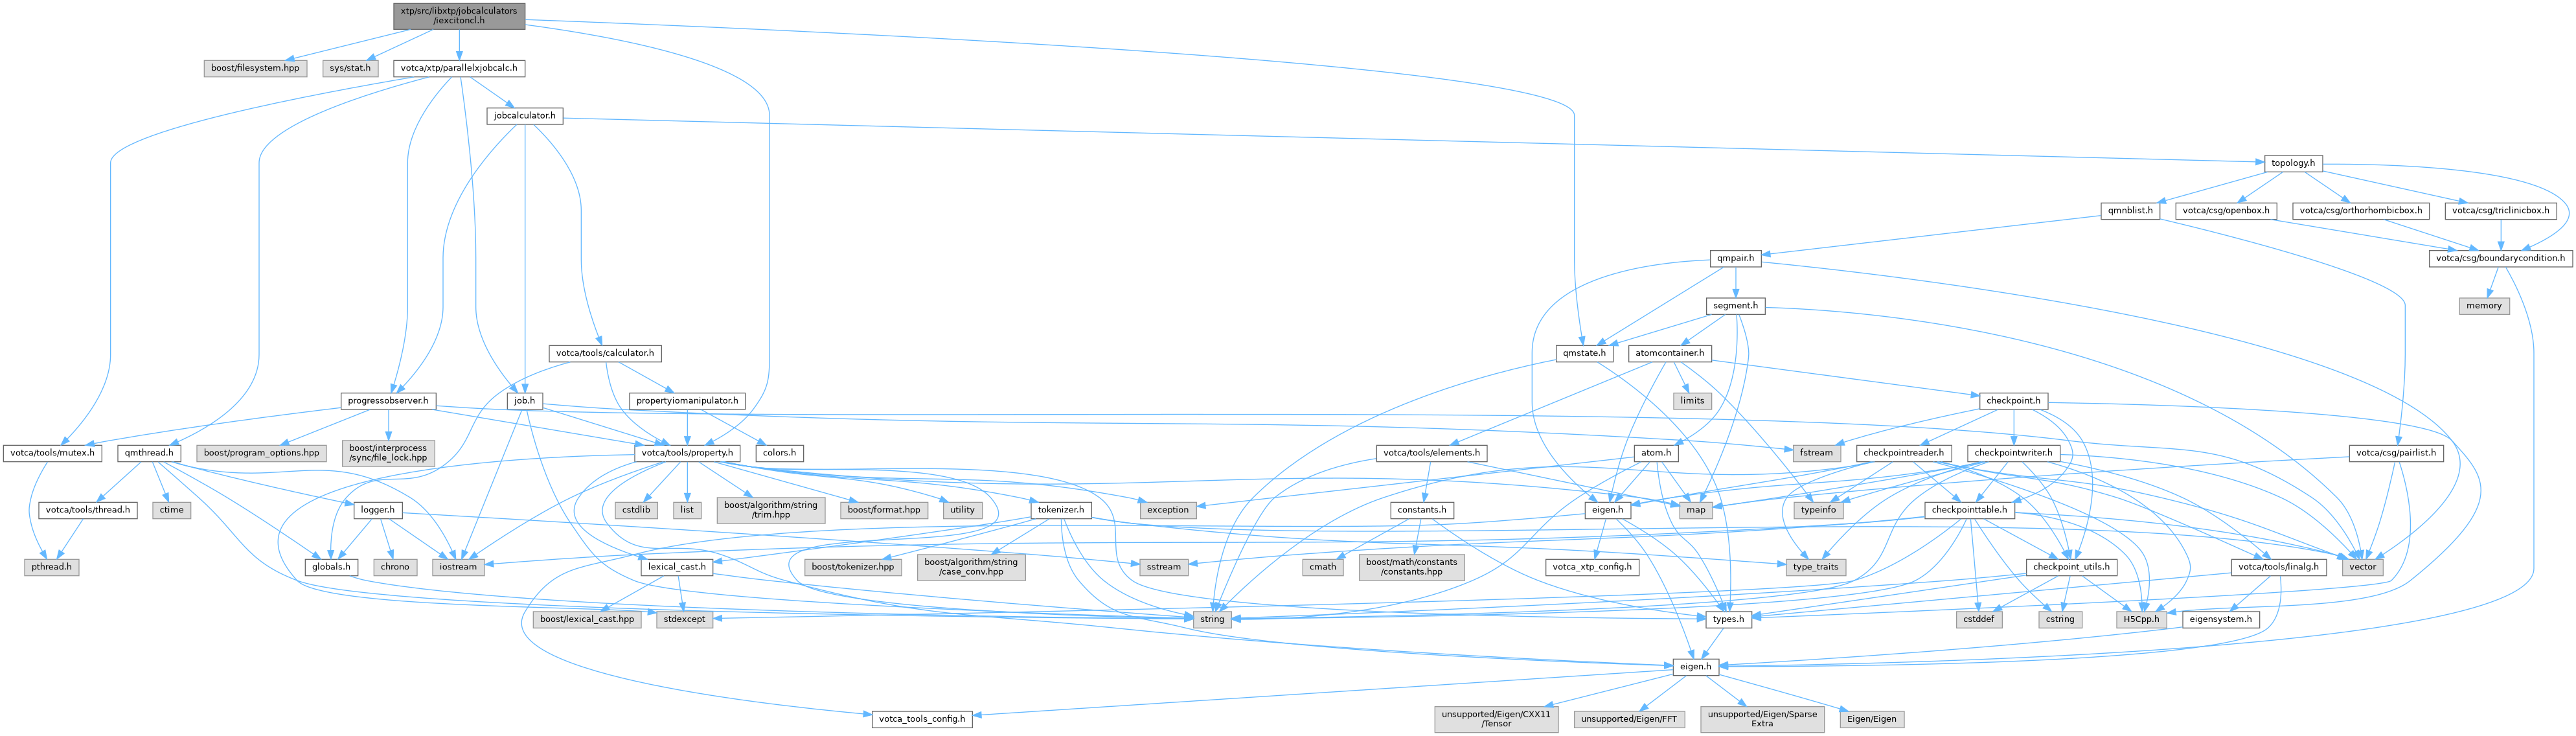 xtp/src/libxtp/jobcalculators
/iexcitoncl.h
boost/filesystem.hpp
sys/stat.h
votca/xtp/parallelxjobcalc.h
jobcalculator.h
topology.h
qmnblist.h
votca/csg/openbox.h
votca/csg/orthorhombicbox.h
votca/csg/triclinicbox.h
qmpair.h
votca/csg/boundarycondition.h
segment.h
memory
votca/tools/calculator.h
qmstate.h
atomcontainer.h
progressobserver.h
job.h
propertyiomanipulator.h
limits
checkpoint.h
votca/tools/mutex.h
qmthread.h
boost/program_options.hpp
boost/interprocess
/sync/file_lock.hpp
votca/tools/property.h
colors.h
votca/tools/elements.h
atom.h
fstream
checkpointreader.h
checkpointwriter.h
votca/csg/pairlist.h
votca/tools/thread.h
ctime
logger.h
cstdlib
list
boost/algorithm/string
/trim.hpp
boost/format.hpp
utility
tokenizer.h
exception
constants.h
eigen.h
map
typeinfo
checkpointtable.h
pthread.h
globals.h
chrono
iostream
lexical_cast.h
boost/tokenizer.hpp
boost/algorithm/string
/case_conv.hpp
sstream
cmath
boost/math/constants
/constants.hpp
votca_xtp_config.h
type_traits
checkpoint_utils.h
votca/tools/linalg.h
vector
boost/lexical_cast.hpp
stdexcept
string
types.h
cstddef
cstring
H5Cpp.h
eigensystem.h
eigen.h
votca_tools_config.h
unsupported/Eigen/CXX11
/Tensor
unsupported/Eigen/FFT
unsupported/Eigen/Sparse
Extra
Eigen/Eigen